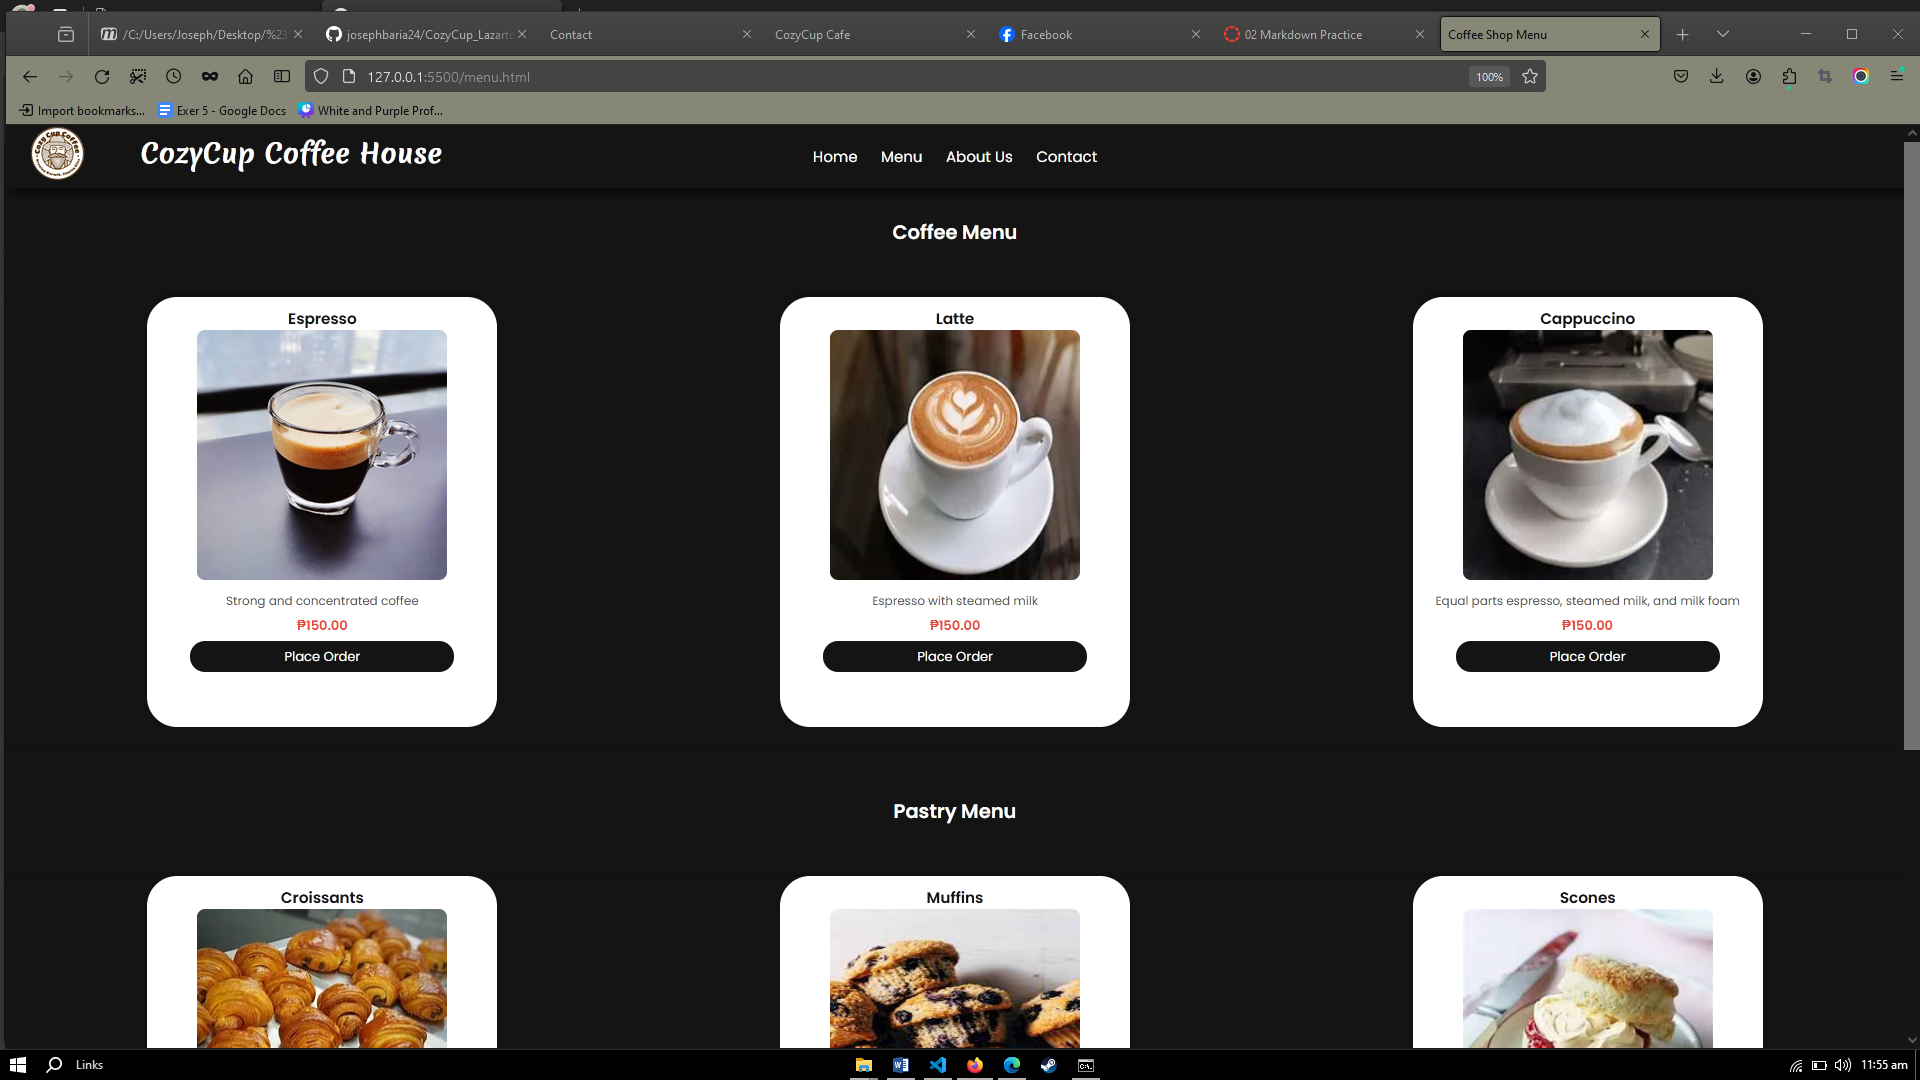 /C:/Users/Joseph/Desktop/%23
josephbaria24/CozyCup_Lazarte
Contact
CozyCup Cafe
Facebook
02 Markdown Practice
Coffee Shop Menu
127.0.0.1:5500/menu.html
100%
Import bookmarks...
Exer 5 - Google Docs
White and Purple Prof...
CozyCup Coffee House
Home
Menu
About Us
Contact
Coffee Menu
Espresso
Latte
Cappuccino
Strong and concentrated coffee
Espresso with steamed milk
Equal parts espresso, steamed milk, and milk foam
₱150.00
₱150.00
₱150.00
Place Order
Place Order
Place Order
Pastry Menu
Croissants
Muffins
Scones
Links
11:55 am